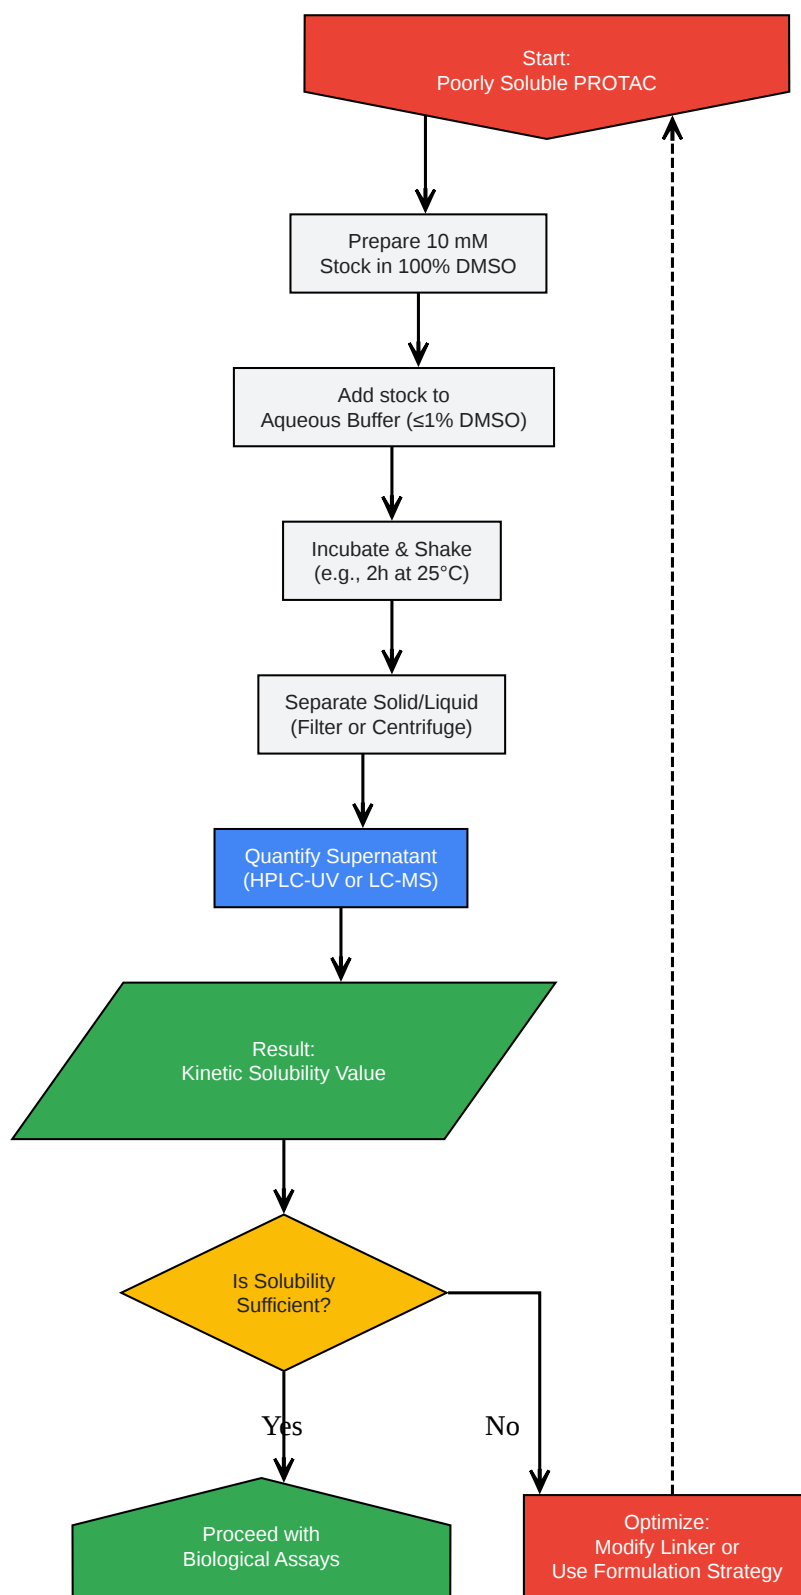 Start:
Poorly Soluble PROTAC
Prepare 10 mM
Stock in 100% DMSO
Add stock to
Aqueous Buffer (≤1% DMSO)
Incubate & Shake
(e.g., 2h at 25°C)
Separate Solid/Liquid
(Filter or Centrifuge)
Quantify Supernatant
(HPLC-UV or LC-MS)
Result:
Kinetic Solubility Value
Is Solubility
Sufficient?
Yes
No
Proceed with
Biological Assays
Optimize:
Modify Linker or
Use Formulation Strategy